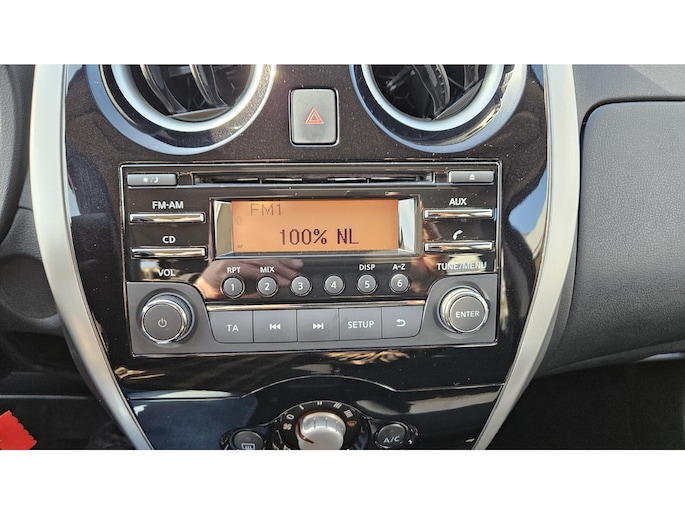 FM-AM
AUX
FM1
CD
100% NL
VOL
TUNE/MENU
RPT MIX DISP A-Z
1 2 3 4 5 6
ENTER
TA SETUP
A/C